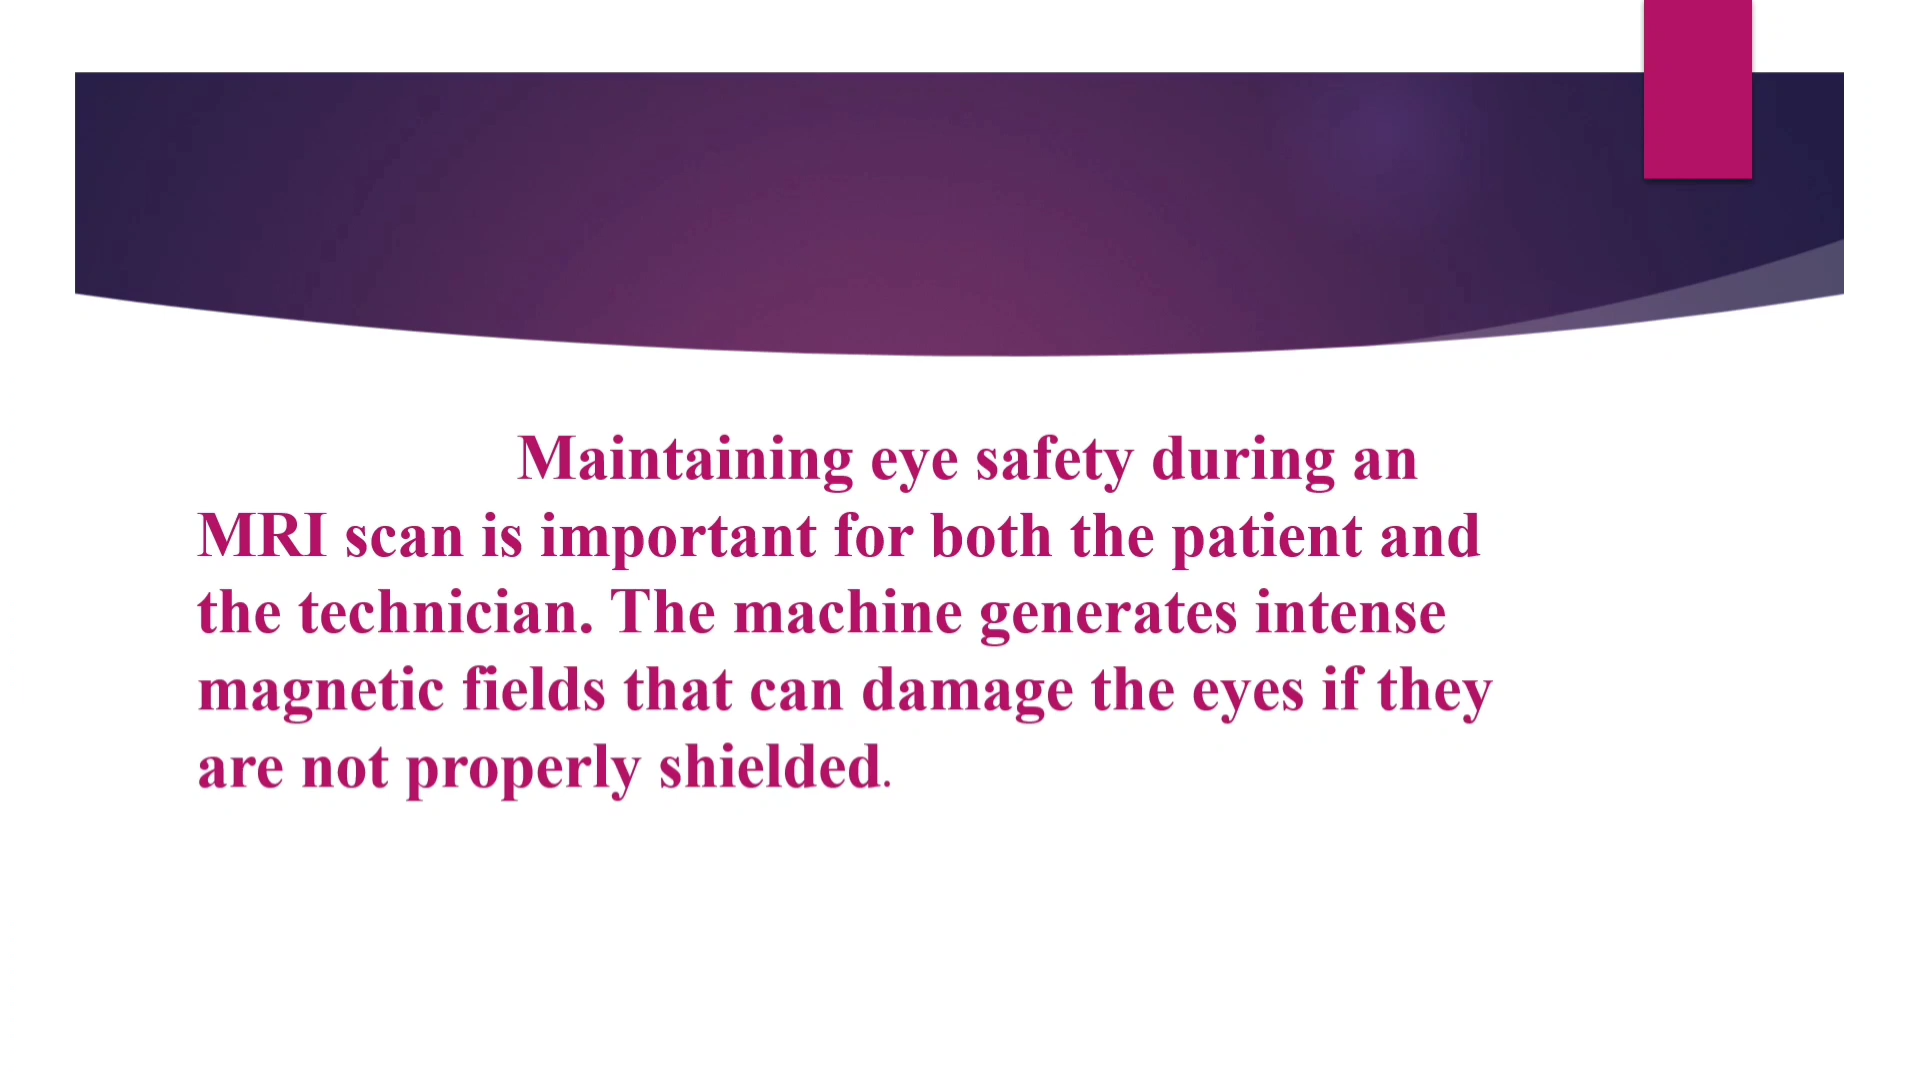 Maintaining eye safety during an
MRI scan is important for both the patient and
the technician. The machine generates intense
magnetic fields that can damage the eyes if they
are not properly shielded.